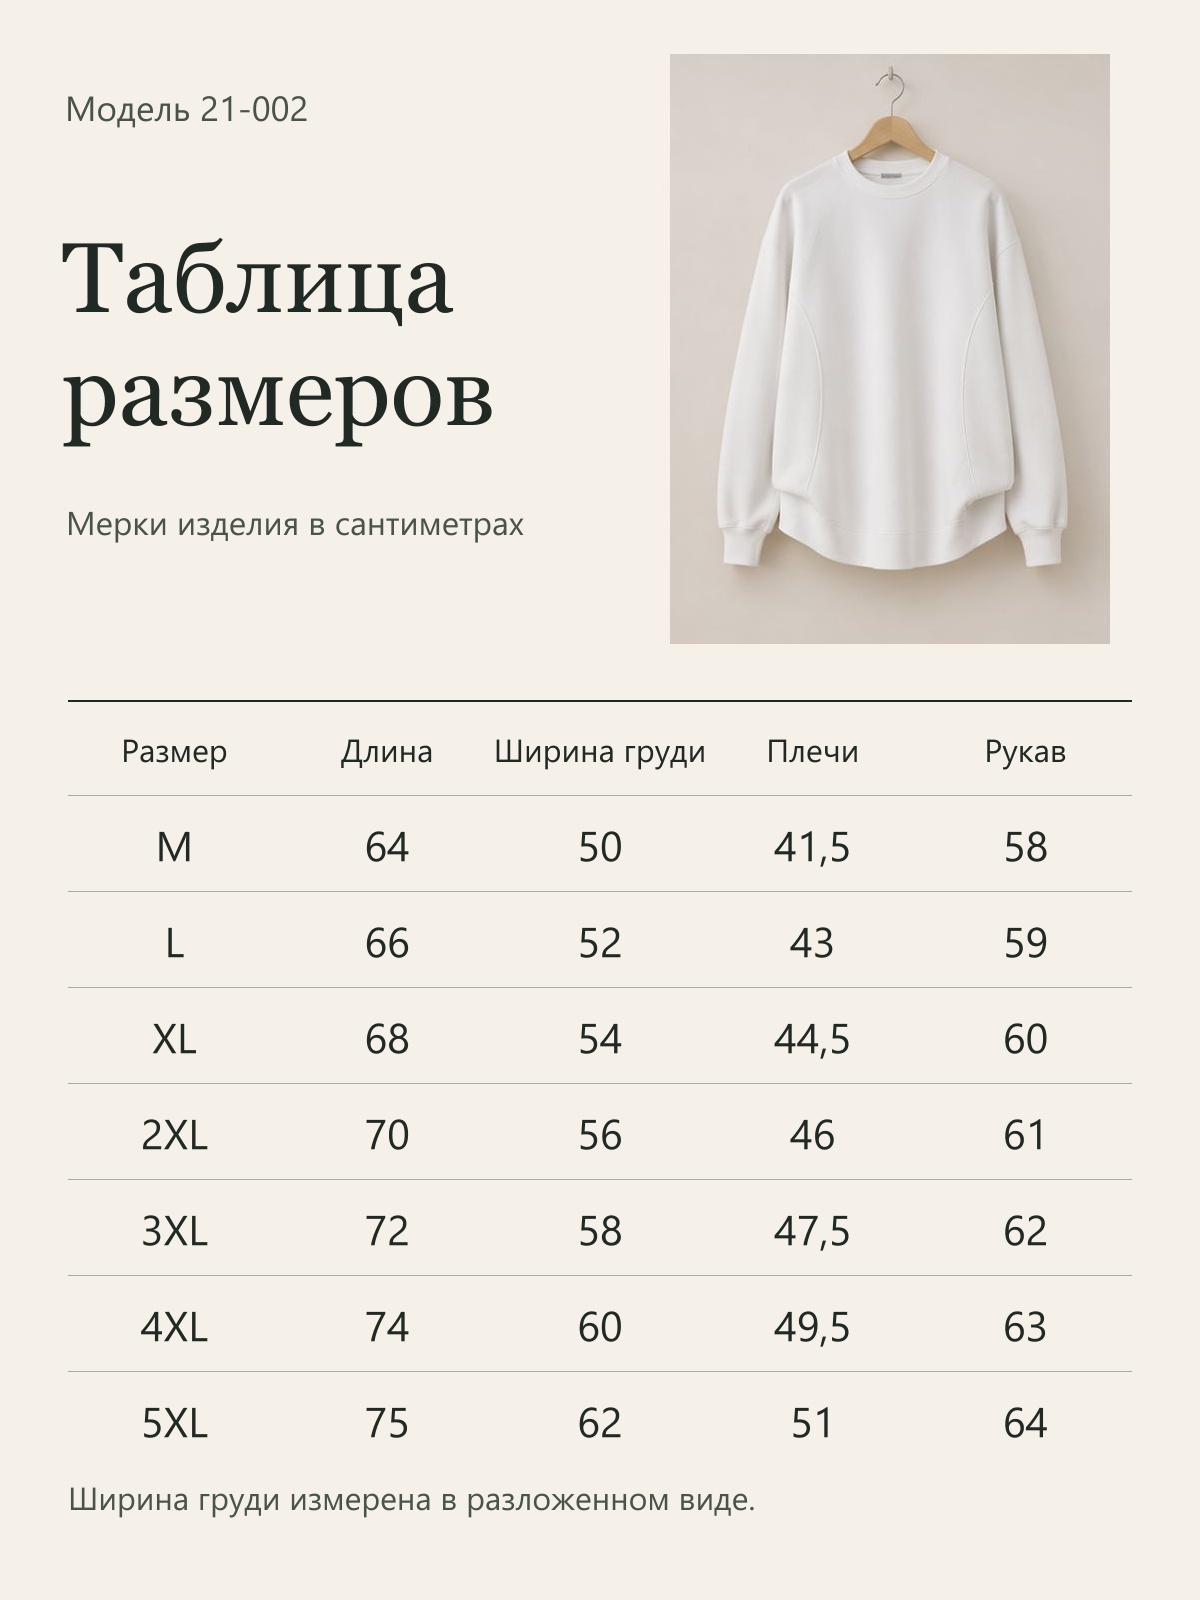 Модель 21-002
Таблица
размеров
Мерки изделия в сантиметрах
Размер Длина Ширина груди Плечи Рукав
M 64 50 41,5 58
L 66 52 43 59
XL 68 54 44,5 60
2XL 70 56 46 61
3XL 72 58 47,5 62
4XL 74 60 49,5 63
5XL 75 62 51 64
Ширина груди измерена в разложенном виде.